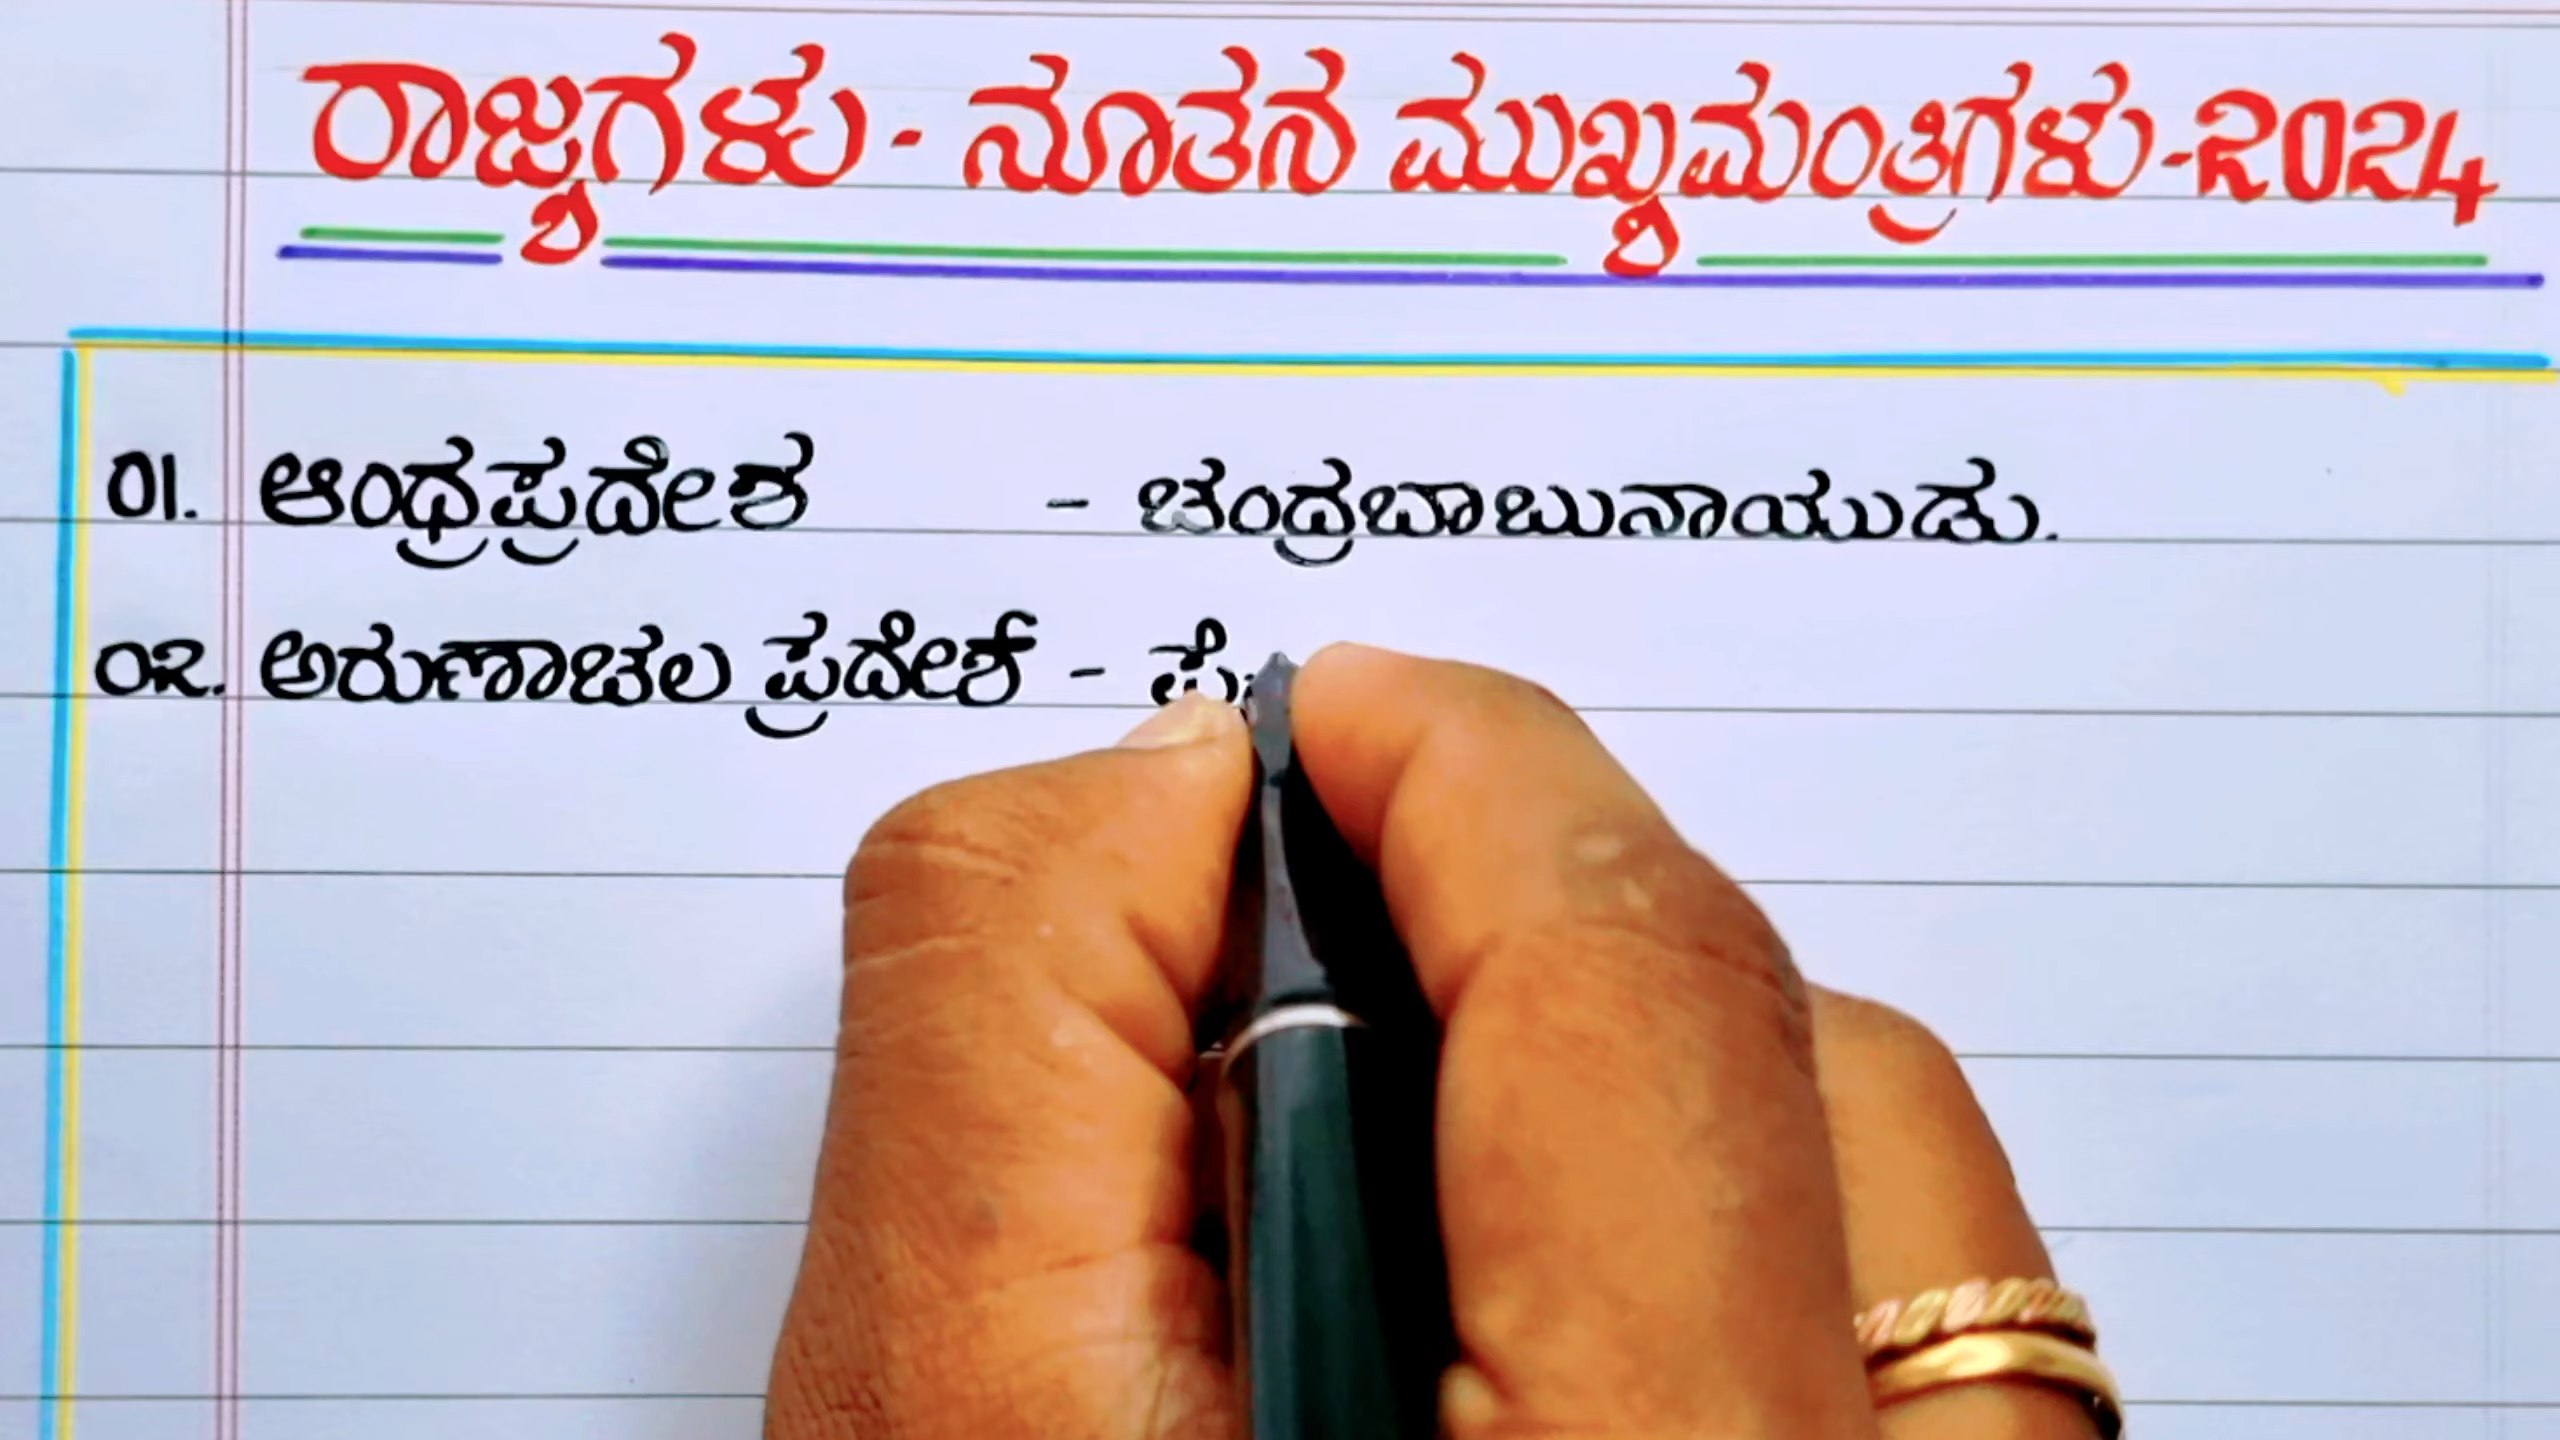 ರಾಜ್ಯಗಳು - ನೂತನ ಮುಖ್ಯಮಂತ್ರಿಗಳು-2024
01. ಆಂಧ್ರಪ್ರದೇಶ - ಚಂದ್ರಬಾಬುನಾಯುಡು.
02. ಅರುಣಾಚಲ ಪ್ರದೇಶ್ -